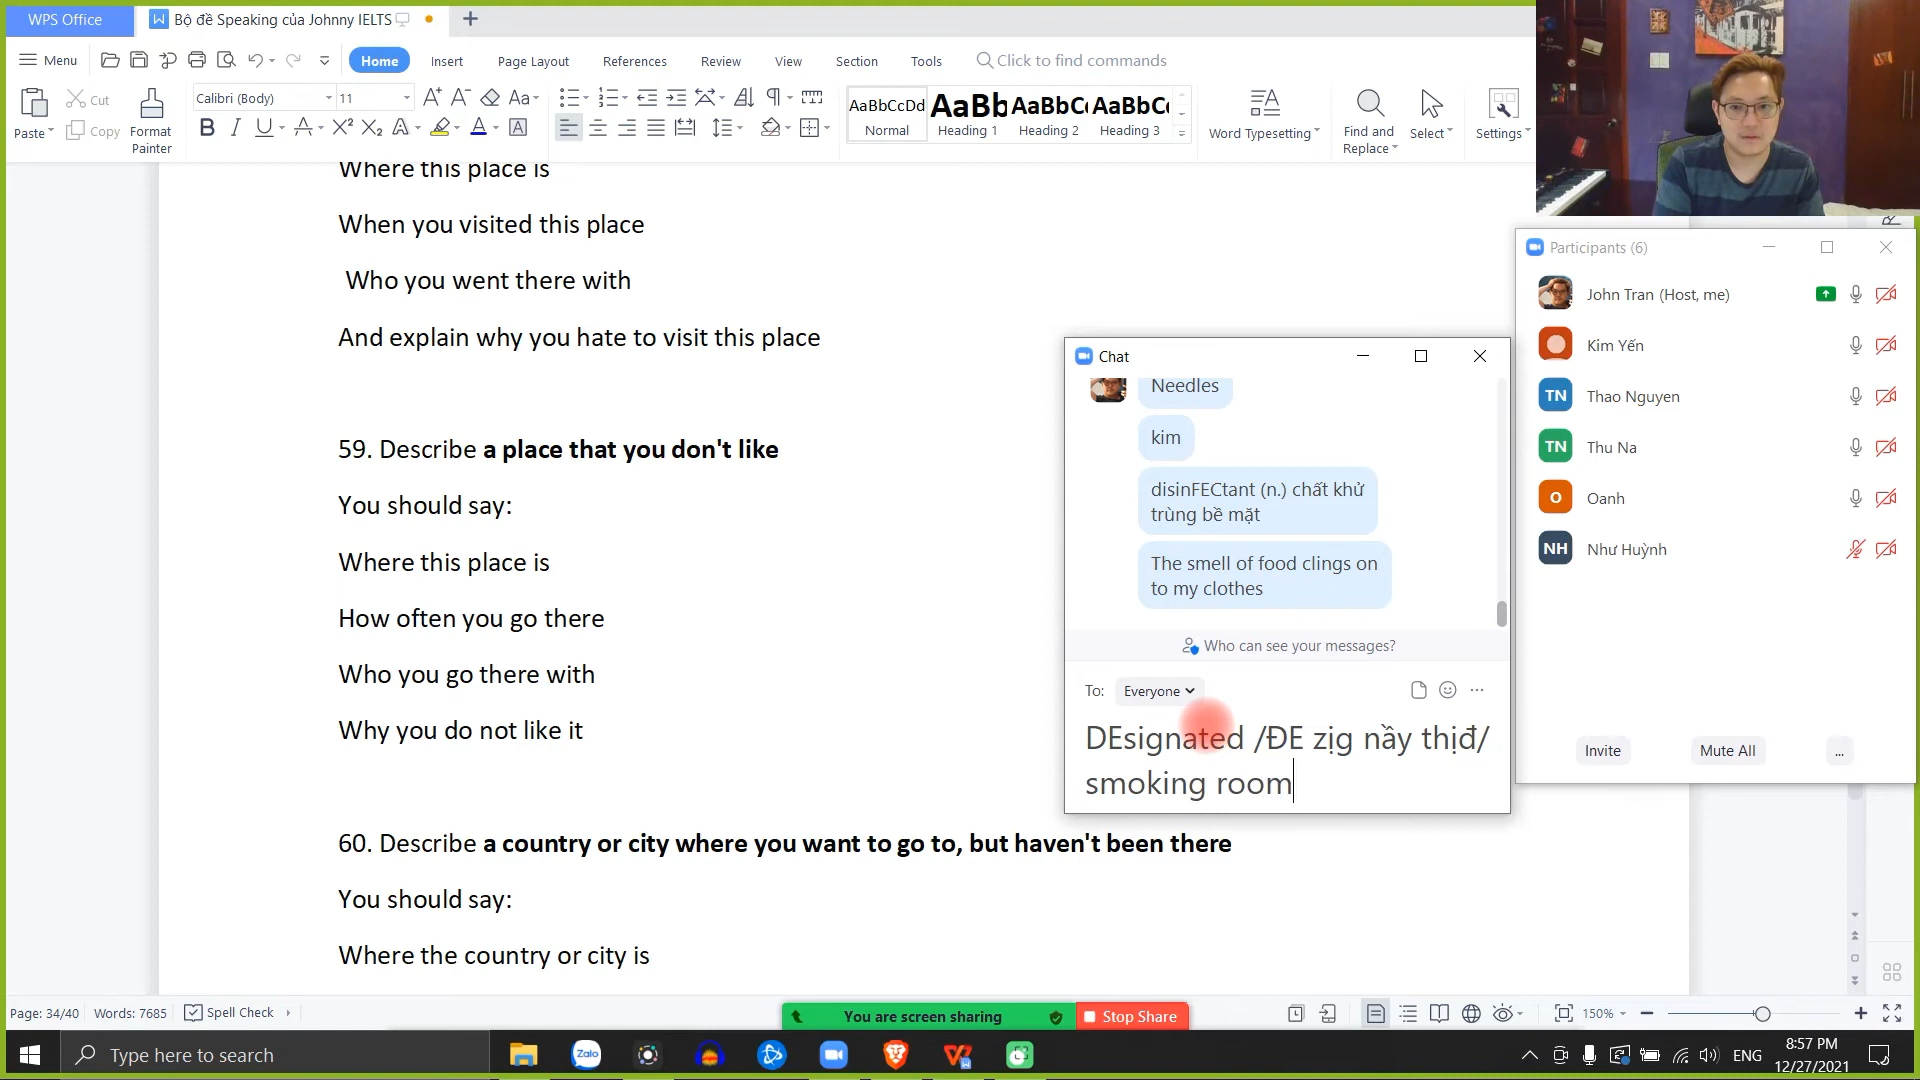 WPS Office
Bộ đề Speaking của Johnny IELTS
Menu
Home
Insert
Page Layout
References
Review
View
Section
Tools
Click to find commands
Paste
Cut
Copy
Format Painter
Calibri (Body)
11
AaBbCcDd
Normal
AaBb
Heading 1
AaBbC
Heading 2
AaBbC
Heading 3
Word Typesetting
Find and Replace
Select
Settings
Where this place is
When you visited this place
Who you went there with
And explain why you hate to visit this place
59. Describe a place that you don't like
You should say:
Where this place is
How often you go there
Who you go there with
Why you do not like it
60. Describe a country or city where you want to go to, but haven't been there
You should say:
Where the country or city is
Chat
Needles
kim
disinFECtant (n.) chất khử
trùng bề mặt
The smell of food clings on
to my clothes
Who can see your messages?
To: Everyone
DEsignated /ĐE zịg nầy thịđ/
smoking room
Participants (6)
John Tran (Host, me)
Kim Yến
TN Thao Nguyen
TN Thu Na
O Oanh
NH Như Huỳnh
Invite
Mute All
...
Page: 34/40
Words: 7685
Spell Check
You are screen sharing
Stop Share
150%
Type here to search
Zalo
ENG
8:57 PM
12/27/2021